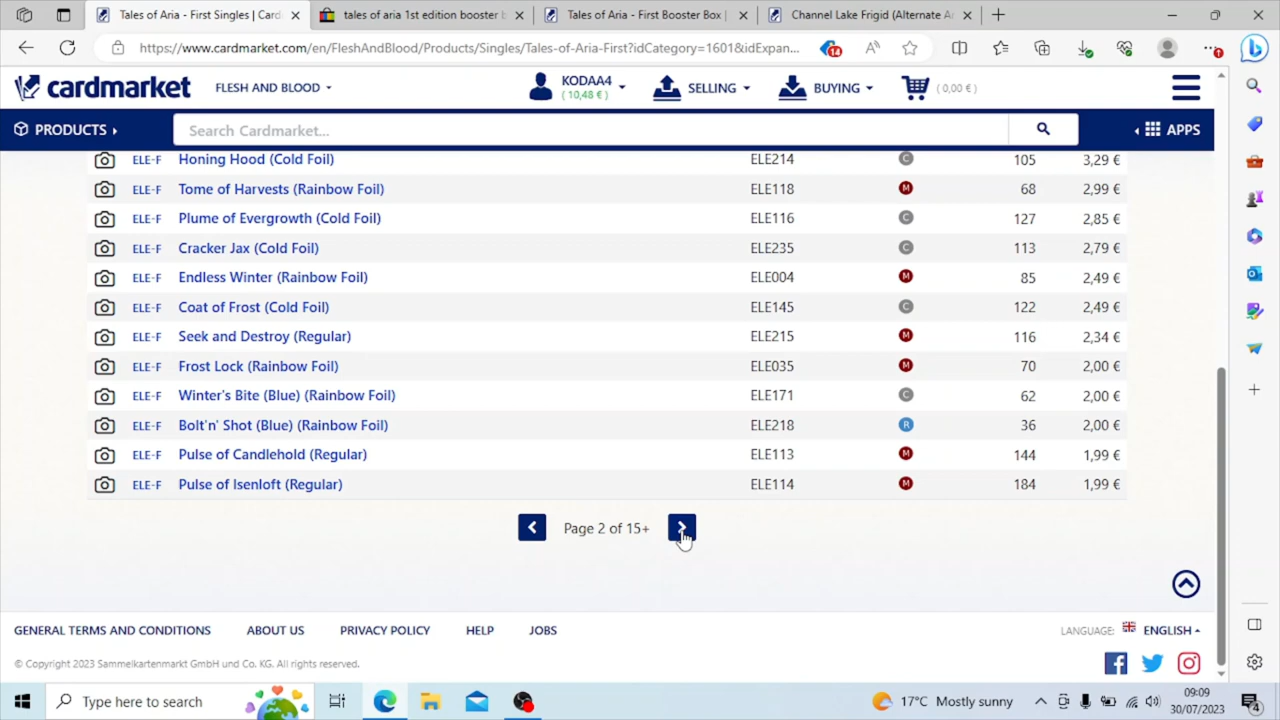 Tales of Aria - First Singles | Card
tales of aria 1st edition booster b
Tales of Aria - First Booster Box |
Channel Lake Frigid (Alternate Ar
https://www.cardmarket.com/en/FleshAndBlood/Products/Singles/Tales-of-Aria-First?idCategory=1601&idExpan...
14
cardmarket
FLESH AND BLOOD
KODAA4
( 10,48 € )
SELLING
BUYING
( 0,00 € )
PRODUCTS
Search Cardmarket...
APPS
ELE-F Honing Hood (Cold Foil) ELE214 C 105 3,29 €
ELE-F Tome of Harvests (Rainbow Foil) ELE118 M 68 2,99 €
ELE-F Plume of Evergrowth (Cold Foil) ELE116 C 127 2,85 €
ELE-F Cracker Jax (Cold Foil) ELE235 C 113 2,79 €
ELE-F Endless Winter (Rainbow Foil) ELE004 M 85 2,49 €
ELE-F Coat of Frost (Cold Foil) ELE145 C 122 2,49 €
ELE-F Seek and Destroy (Regular) ELE215 M 116 2,34 €
ELE-F Frost Lock (Rainbow Foil) ELE035 M 70 2,00 €
ELE-F Winter's Bite (Blue) (Rainbow Foil) ELE171 C 62 2,00 €
ELE-F Bolt'n' Shot (Blue) (Rainbow Foil) ELE218 R 36 2,00 €
ELE-F Pulse of Candlehold (Regular) ELE113 M 144 1,99 €
ELE-F Pulse of Isenloft (Regular) ELE114 M 184 1,99 €
Page 2 of 15+
GENERAL TERMS AND CONDITIONS ABOUT US PRIVACY POLICY HELP JOBS
LANGUAGE: ENGLISH
© Copyright 2023 Sammelkartenmarkt GmbH und Co. KG. All rights reserved.
Type here to search
17°C Mostly sunny
09:09
30/07/2023
4